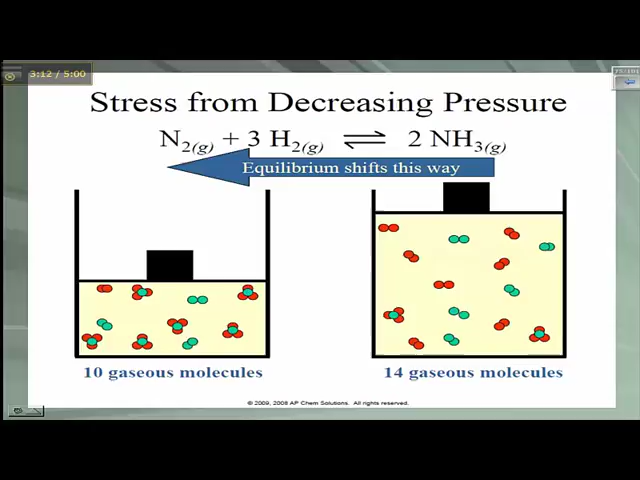 3:12 / 5:00
Stress from Decreasing Pressure
N2(g) + 3 H2(g) ⇌ 2 NH3(g)
Equilibrium shifts this way
10 gaseous molecules
14 gaseous molecules
© 2009, 2008 AP Chem Solutions. All rights reserved.